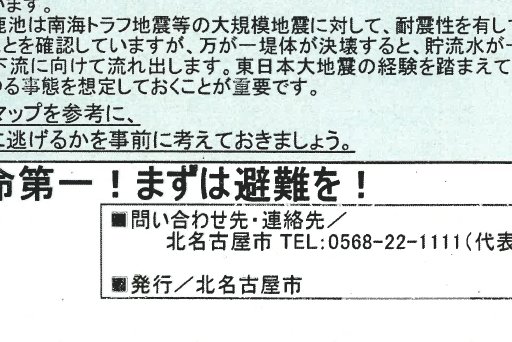 います。
池は南海トラフ地震等の大規模地震に対して、耐震性を有して
とを確認していますが、万が一堤体が決壊すると、貯流水が一
下流に向けて流れ出します。東日本大地震の経験を踏まえて
ゆる事態を想定しておくことが重要です。
マップを参考に、
に逃げるかを事前に考えておきましょう。
命第一！まずは避難を！
■問い合わせ先・連絡先／
北名古屋市 TEL:0568-22-1111(代表
■発行／北名古屋市